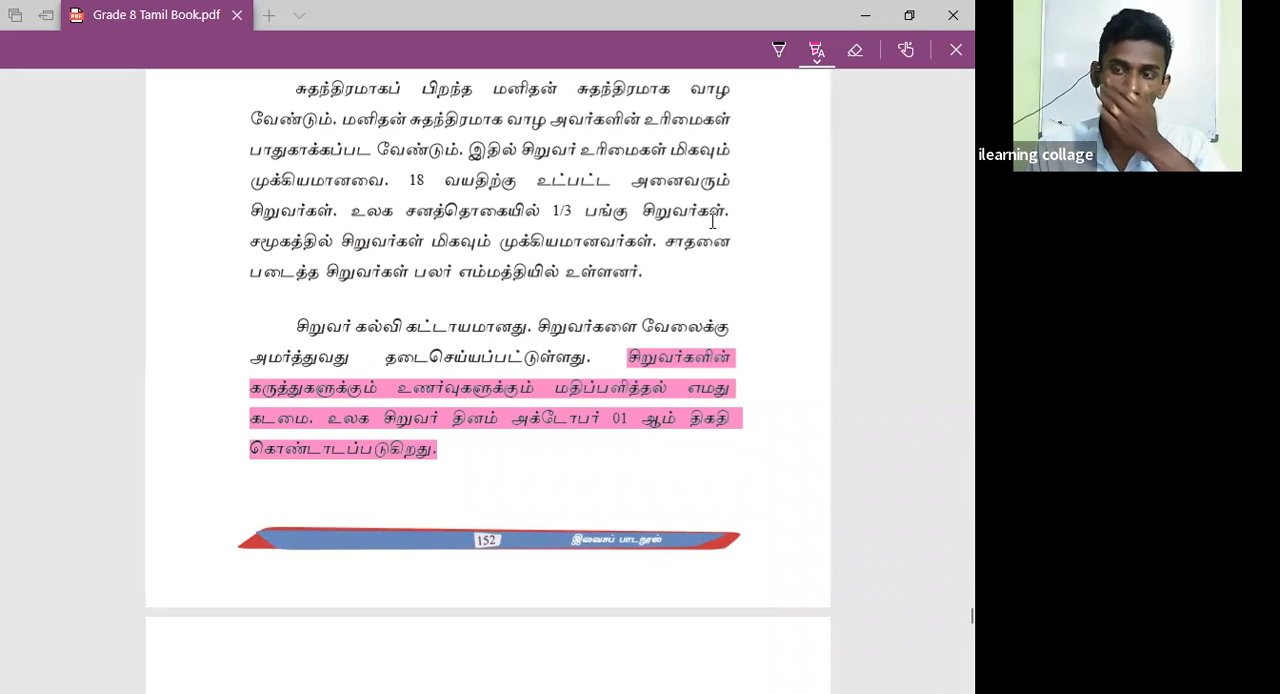 Grade 8 Tamil Book.pdf
சுதந்திரமாகப் பிறந்த மனிதன் சுதந்திரமாக வாழ
வேண்டும். மனிதன் சுதந்திரமாக வாழ அவர்களின் உரிமைகள்
பாதுகாக்கப்பட வேண்டும். இதில் சிறுவர் உரிமைகள் மிகவும்
முக்கியமானவை. 18 வயதிற்கு உட்பட்ட அனைவரும்
சிறுவர்கள். உலக சனத்தொகையில் 1/3 பங்கு சிறுவர்கள்.
சமூகத்தில் சிறுவர்கள் மிகவும் முக்கியமானவர்கள். சாதனை
படைத்த சிறுவர்கள் பலர் எம்மத்தியில் உள்ளனர்.
சிறுவர் கல்வி கட்டாயமானது. சிறுவர்களை வேலைக்கு
அமர்த்துவது தடைசெய்யப்பட்டுள்ளது. சிறுவர்களின்
கருத்துகளுக்கும் உணர்வுகளுக்கும் மதிப்பளித்தல் எமது
கடமை. உலக சிறுவர் தினம் அக்டோபர் 01 ஆம் திகதி
கொண்டாடப்படுகிறது.
152 இலவசப் பாடநூல்
ilearning collage